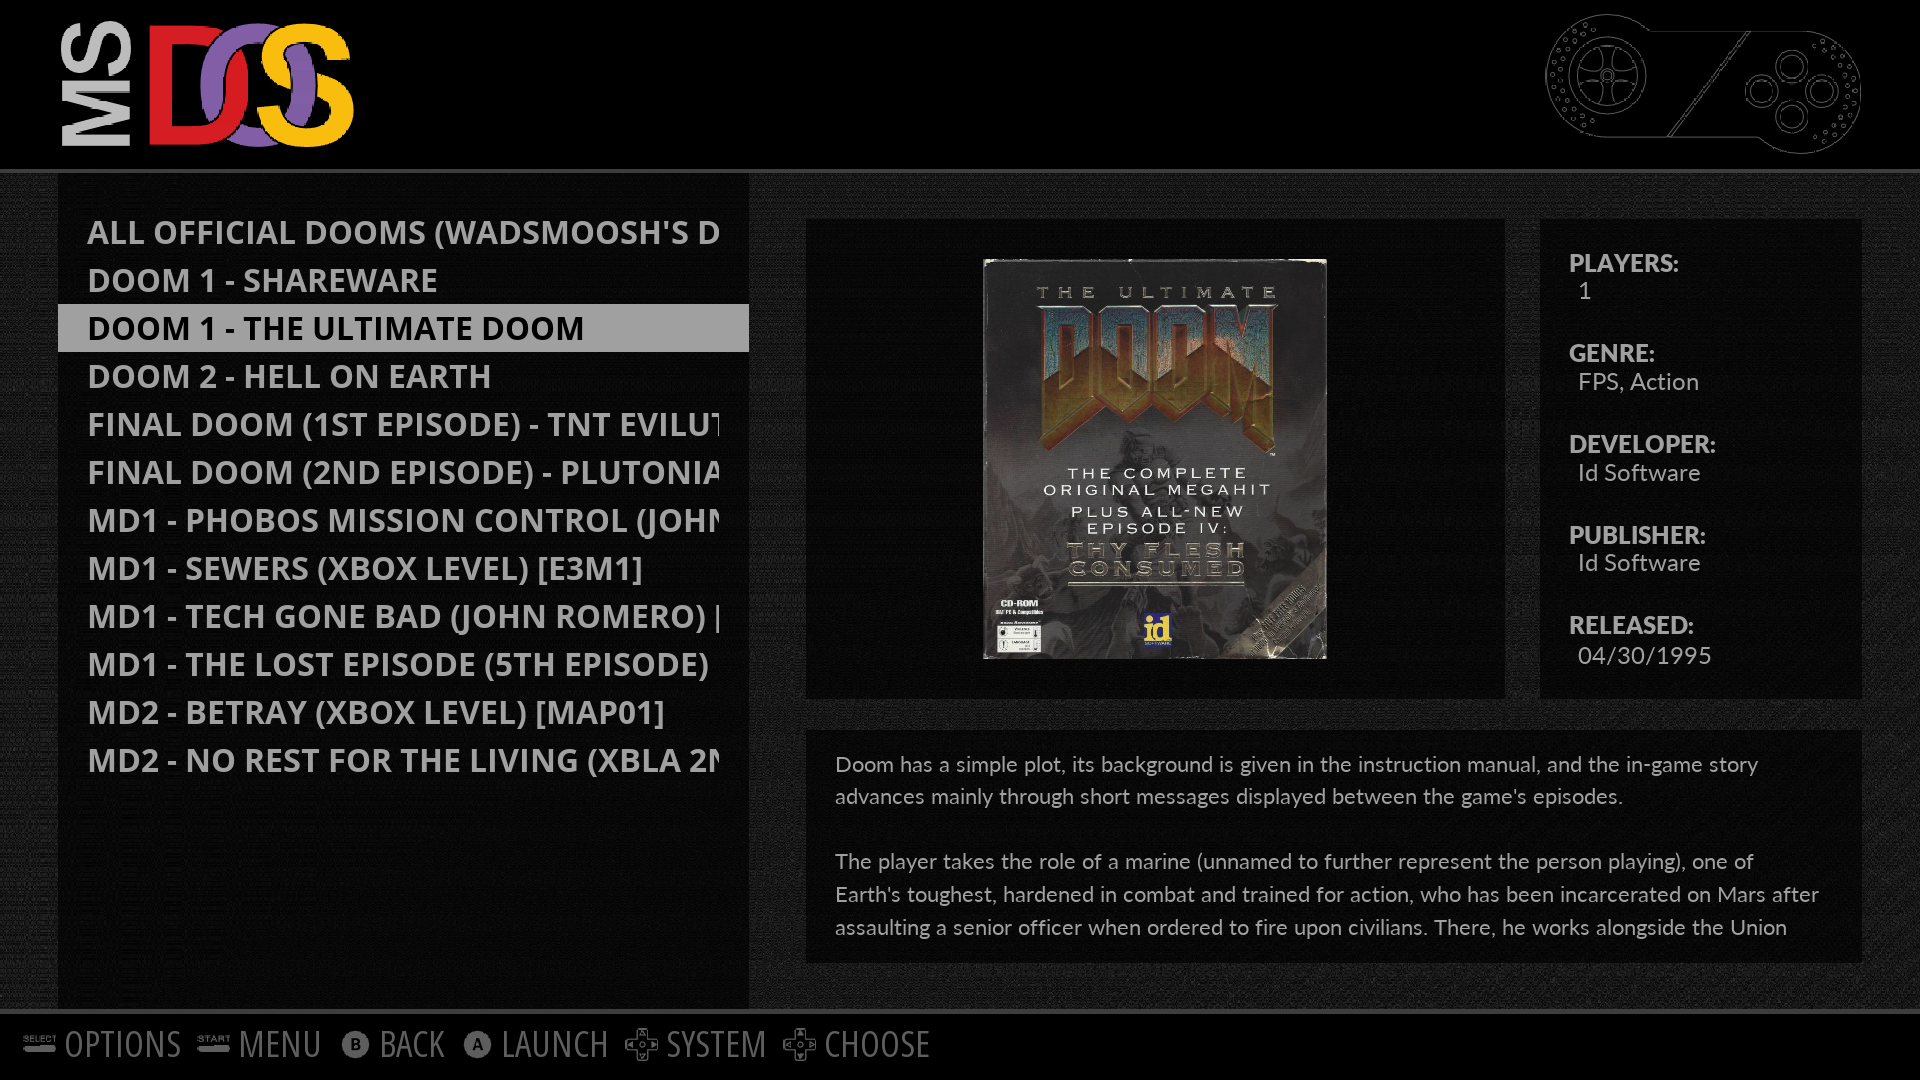 MS DOS
ALL OFFICIAL DOOMS (WADSMOOSH'S D
DOOM 1 - SHAREWARE
DOOM 1 - THE ULTIMATE DOOM
DOOM 2 - HELL ON EARTH
FINAL DOOM (1ST EPISODE) - TNT EVILUT
FINAL DOOM (2ND EPISODE) - PLUTONIA
MD1 - PHOBOS MISSION CONTROL (JOHN
MD1 - SEWERS (XBOX LEVEL) [E3M1]
MD1 - TECH GONE BAD (JOHN ROMERO) [
MD1 - THE LOST EPISODE (5TH EPISODE)
MD2 - BETRAY (XBOX LEVEL) [MAP01]
MD2 - NO REST FOR THE LIVING (XBLA 2N
THE ULTIMATE
DOOM
THE COMPLETE
ORIGINAL MEGAHIT
PLUS ALL-NEW
EPISODE IV:
THY FLESH
CONSUMED
CD-ROM
id
SOFTWARE
PLAYERS:
1
GENRE:
FPS, Action
DEVELOPER:
Id Software
PUBLISHER:
Id Software
RELEASED:
04/30/1995
Doom has a simple plot, its background is given in the instruction manual, and the in-game story
advances mainly through short messages displayed between the game's episodes.
The player takes the role of a marine (unnamed to further represent the person playing), one of
Earth's toughest, hardened in combat and trained for action, who has been incarcerated on Mars after
assaulting a senior officer when ordered to fire upon civilians. There, he works alongside the Union
SELECT OPTIONS START MENU B BACK A LAUNCH SYSTEM CHOOSE